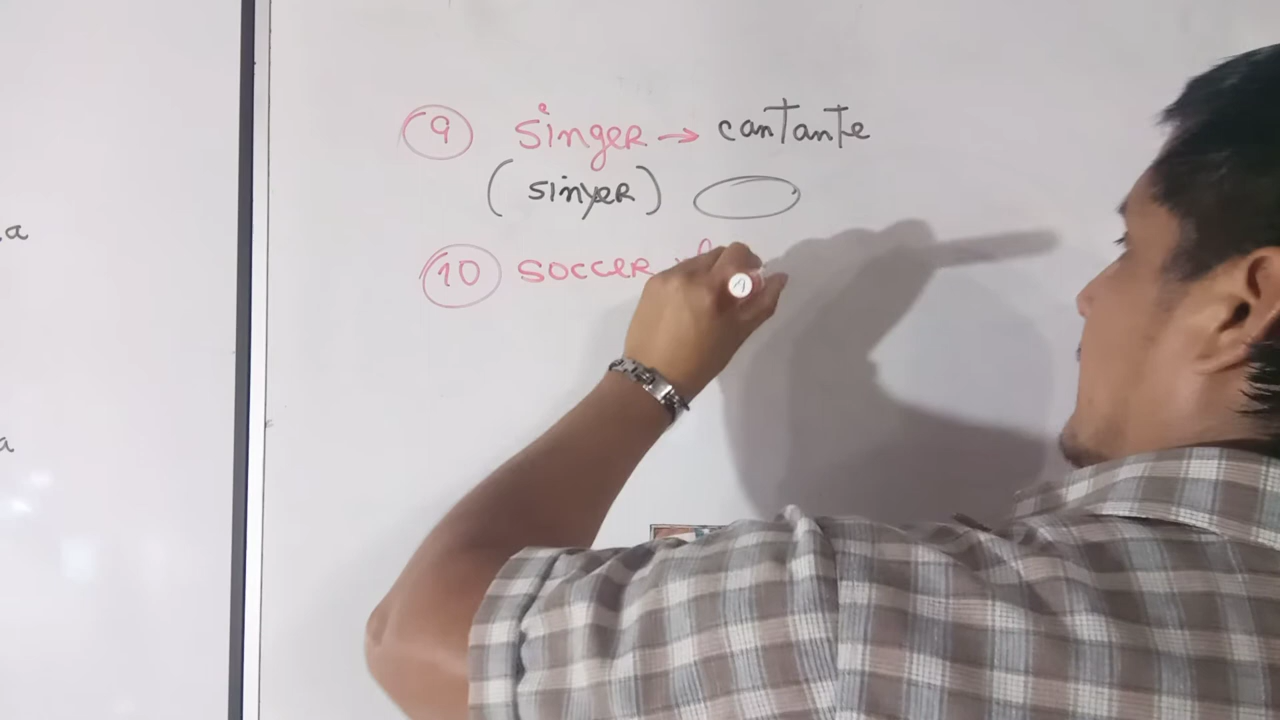 9 singer → cantante
(sinyer)
10 soccer